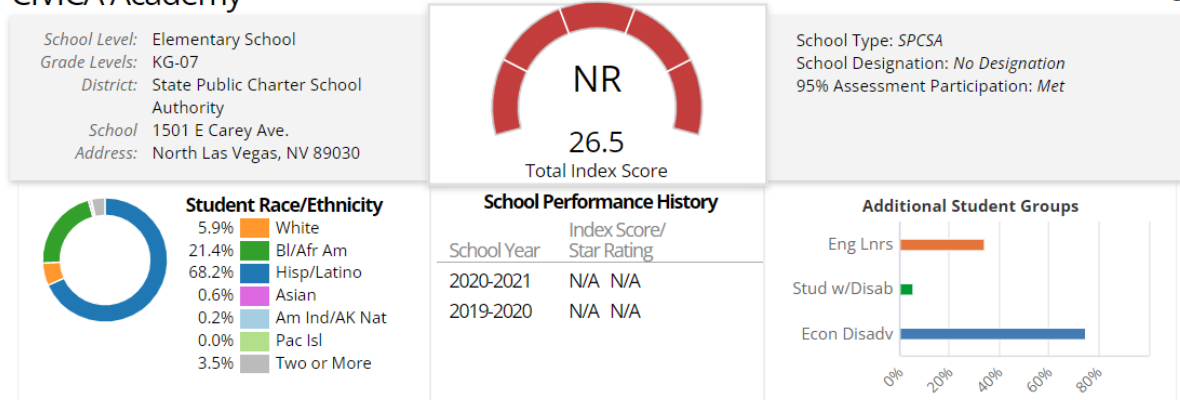 CIVICA Academy
School Level: Elementary School
Grade Levels: KG-07
District: State Public Charter School
Authority
School 1501 E Carey Ave.
Address: North Las Vegas, NV 89030
NR
26.5
Total Index Score
School Type: SPCSA
School Designation: No Designation
95% Assessment Participation: Met
Student Race/Ethnicity
5.9% White
21.4% Bl/Afr Am
68.2% Hisp/Latino
0.6% Asian
0.2% Am Ind/AK Nat
0.0% Pac Isl
3.5% Two or More
School Performance History
Index Score/
School Year Star Rating
2020-2021 N/A N/A
2019-2020 N/A N/A
Additional Student Groups
Eng Lnrs
Stud w/Disab
Econ Disadv
0% 20% 40% 60% 80%